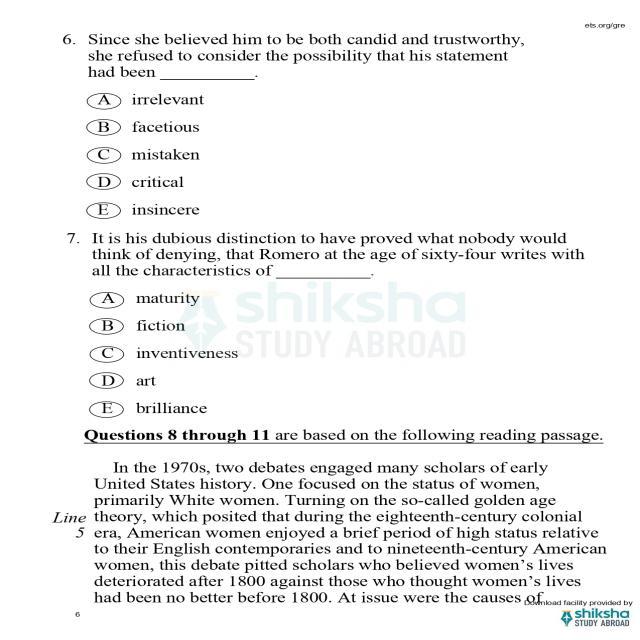 ets.org/gre
6. Since she believed him to be both candid and trustworthy,
she refused to consider the possibility that his statement
had been ____________.
A irrelevant
B facetious
C mistaken
D critical
E insincere
7. It is his dubious distinction to have proved what nobody would
think of denying, that Romero at the age of sixty-four writes with
all the characteristics of ____________.
A maturity
B fiction
C inventiveness
D art
E brilliance
shiksha
STUDY ABROAD
Questions 8 through 11 are based on the following reading passage.
In the 1970s, two debates engaged many scholars of early
United States history. One focused on the status of women,
primarily White women. Turning on the so-called golden age
Line theory, which posited that during the eighteenth-century colonial
5 era, American women enjoyed a brief period of high status relative
to their English contemporaries and to nineteenth-century American
women, this debate pitted scholars who believed women's lives
deteriorated after 1800 against those who thought women's lives
had been no better before 1800. At issue were the causes of
Download facility provided by
6
shiksha
STUDY ABROAD